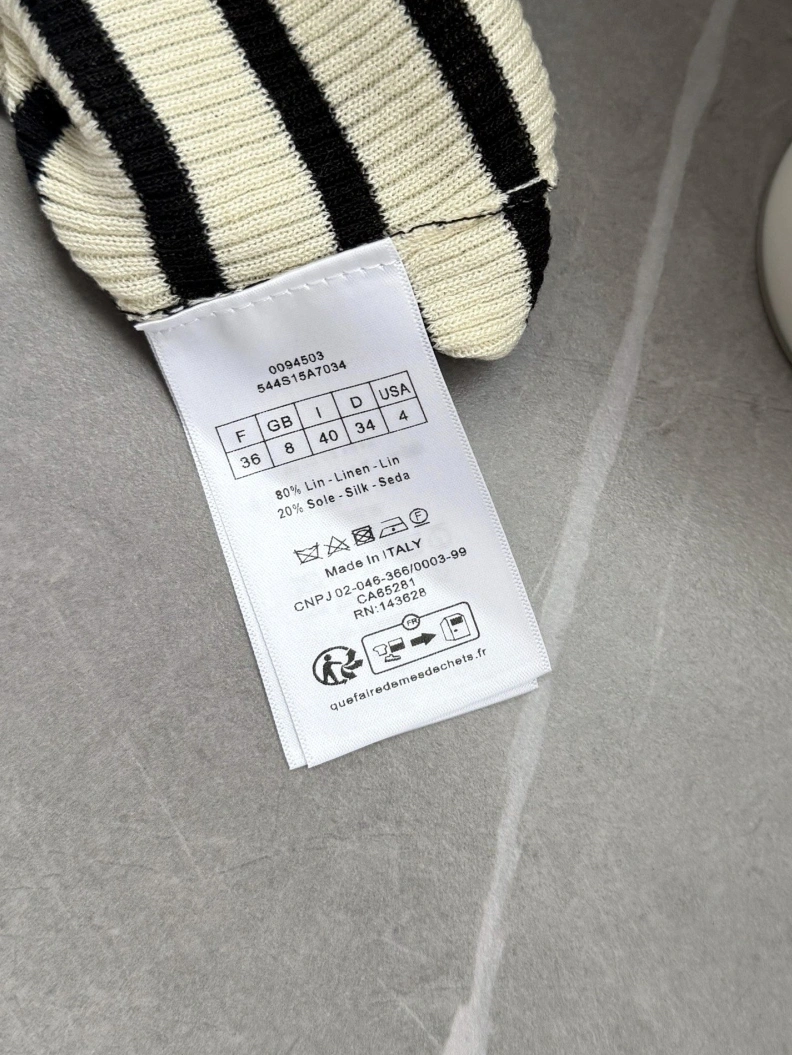 0094503
544S15A7034
F GB I D USA
36 8 40 34 4
80% Lin - Linen - Lin
20% Sole - Silk - Seda
F
Made In ITALY
CNPJ 02-046-366/0003-99
CA65281
RN:143628
FR
quefairedemesdechets.fr